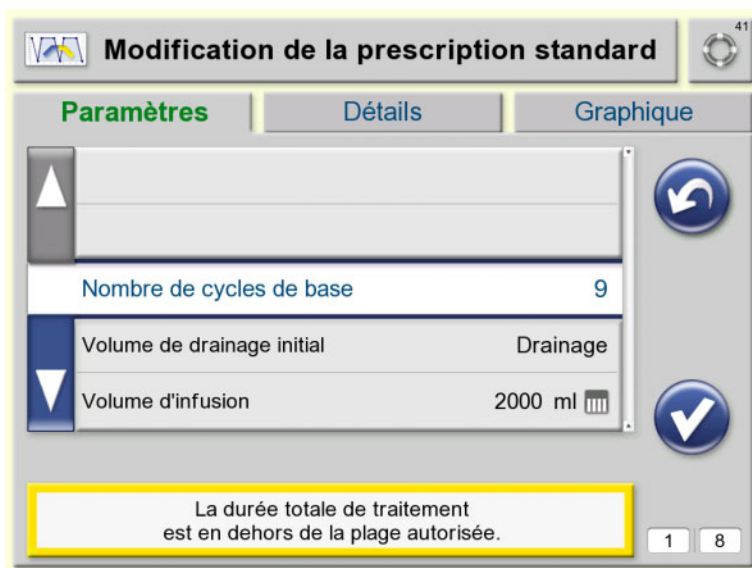 Modification de la prescription standard
41
Paramètres
Détails
Graphique
Nombre de cycles de base 9
Volume de drainage initial Drainage
Volume d'infusion 2000 ml
La durée totale de traitement
est en dehors de la plage autorisée.
1 8